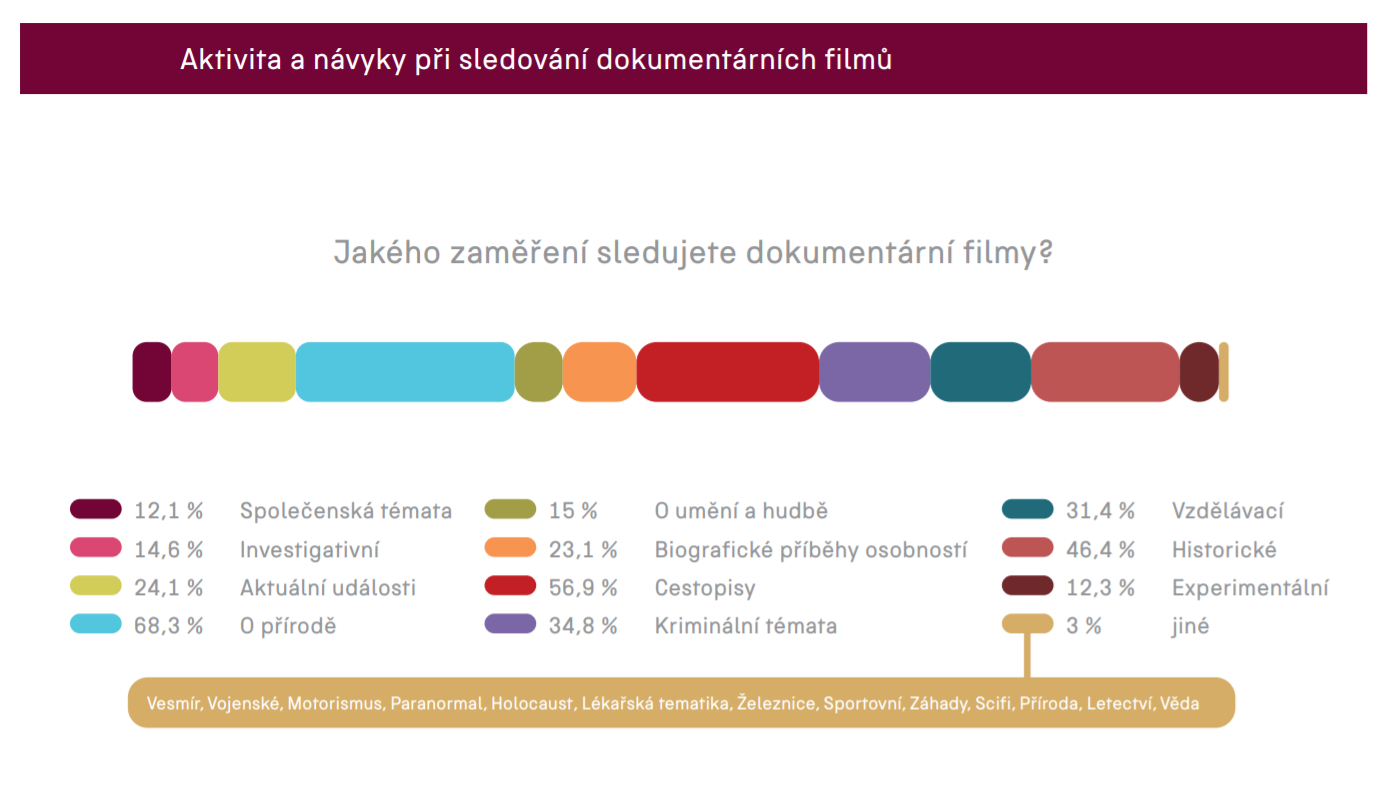 Aktivita a návyky při sledování dokumentárních filmů
Jakého zaměření sledujete dokumentární filmy?
12,1 % Společenská témata
14,6 % Investigativní
24,1 % Aktuální události
68,3 % O přírodě
15 % O umění a hudbě
23,1 % Biografické příběhy osobností
56,9 % Cestopisy
34,8 % Kriminální témata
31,4 % Vzdělávací
46,4 % Historické
12,3 % Experimentální
3 % jiné
Vesmír, Vojenské, Motorismus, Paranormal, Holocaust, Lékařská tematika, Železnice, Sportovní, Záhady, Scifi, Příroda, Letectví, Věda